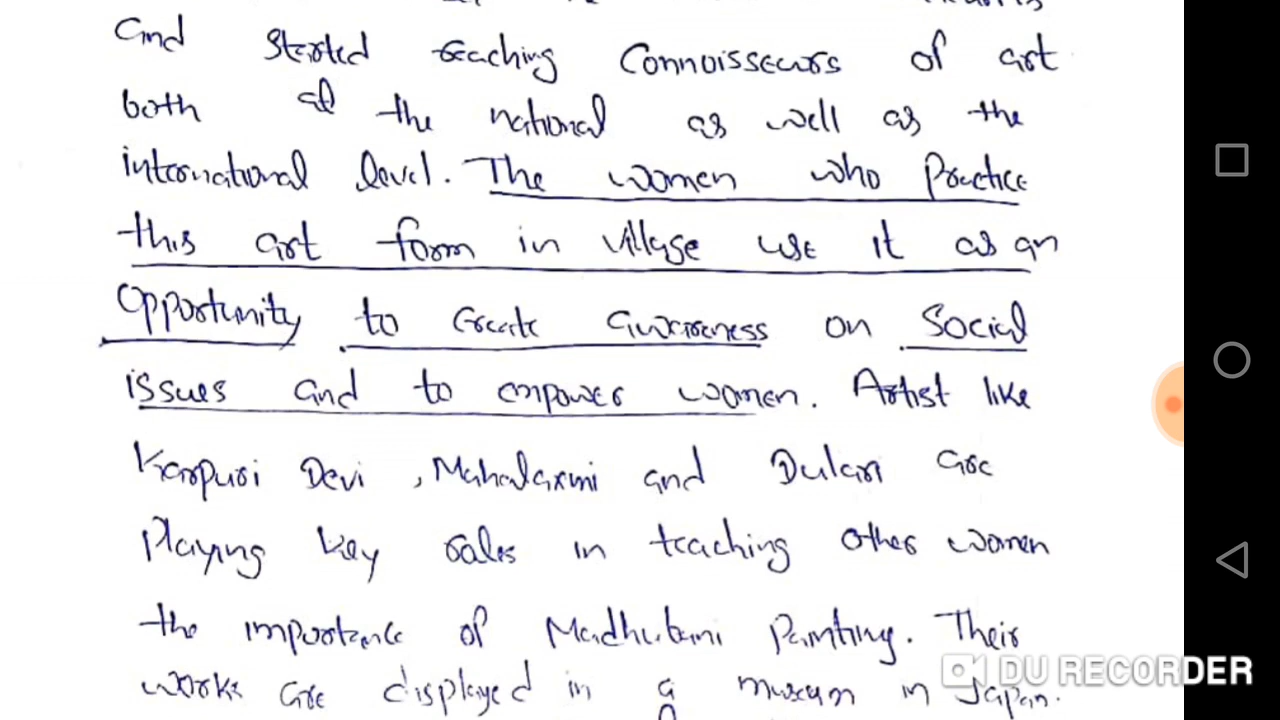 and started teaching Connoisseurs of art
both at the national as well as the
international level. The women who Practice
this art form in village use it as an
Opportunity to create awareness on Social
issues and to empower women. Artist like
Karpuri Devi, Mahalaxmi and Dulari are
Playing key roles in teaching other women
the importance of Madhubani Painting. Their
works are displayed in a museum in Japan.
DU RECORDER